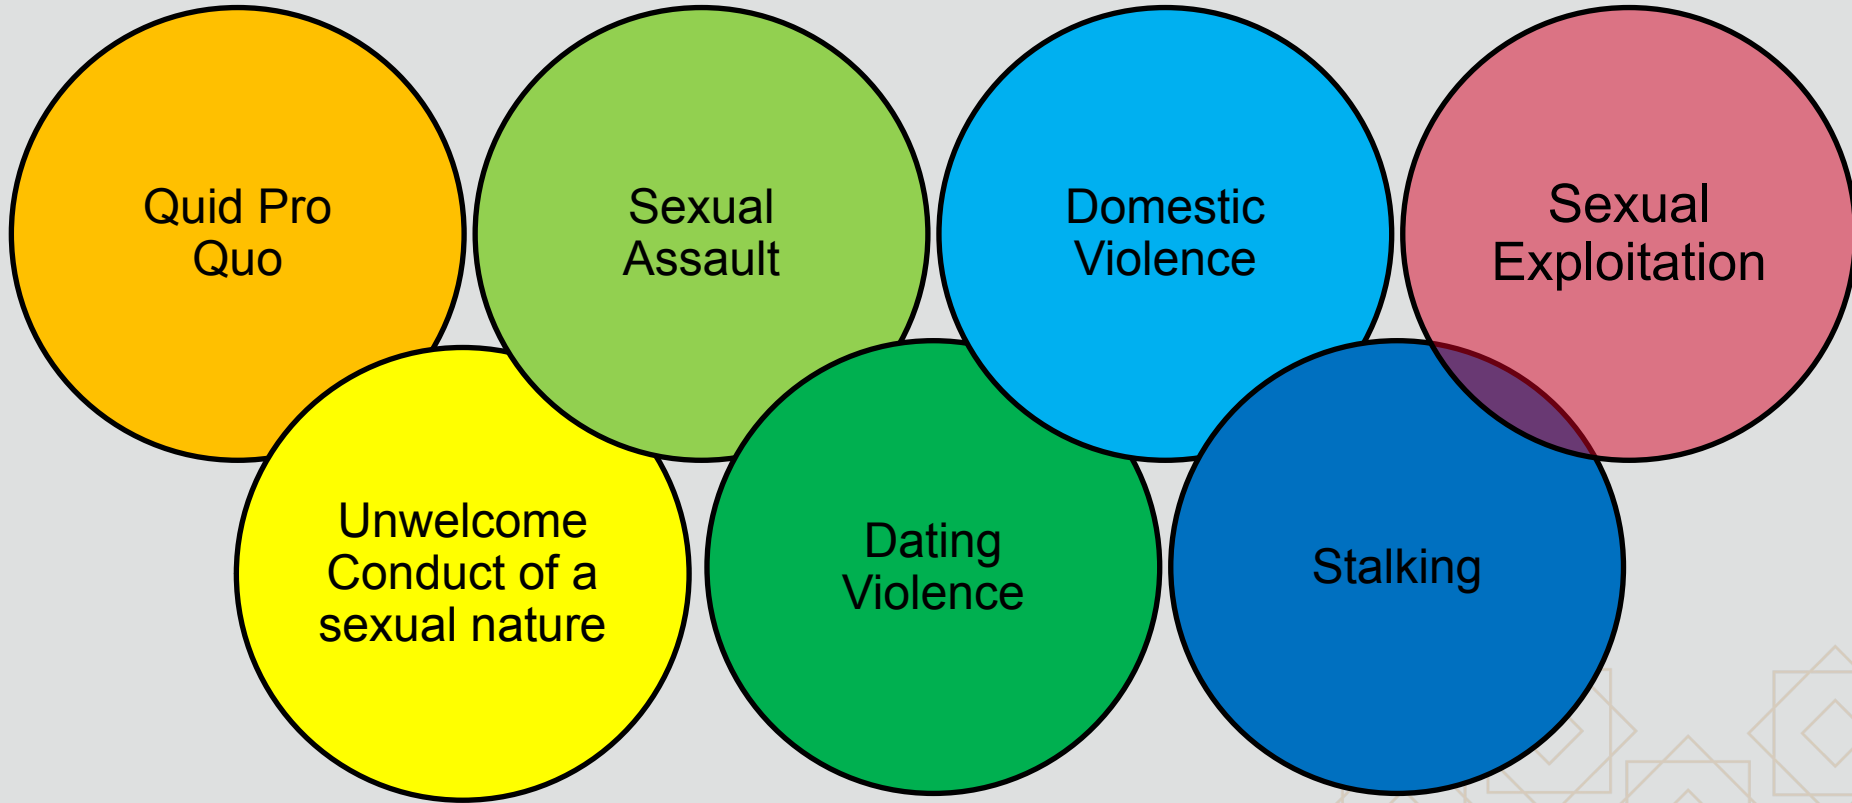 Quid Pro
Quo
Sexual
Assault
Domestic
Violence
Sexual
Exploitation
Unwelcome
Conduct of a
sexual nature
Dating
Violence
Stalking